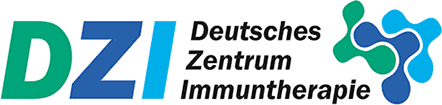 DZI
Deutsches
Zentrum
Immuntherapie